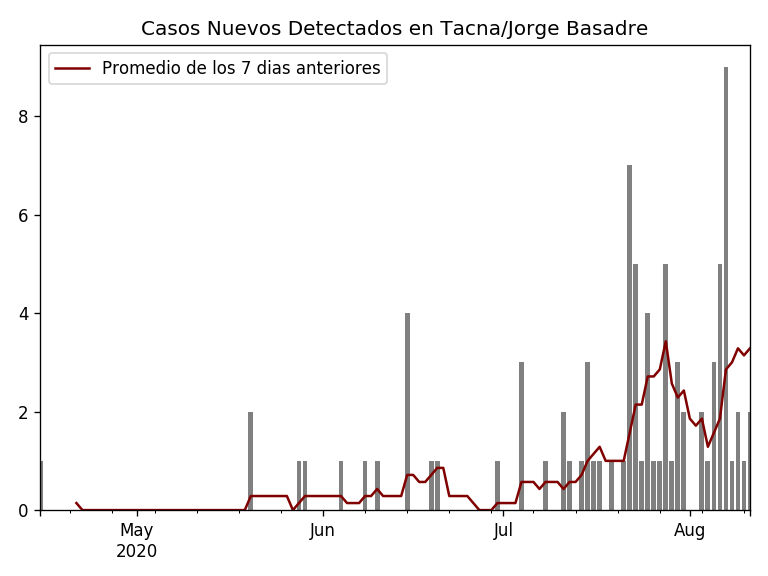 Casos Nuevos Detectados en Tacna/Jorge Basadre
Promedio de los 7 dias anteriores
8
6
4
2
0
May Jun Jul Aug
2020